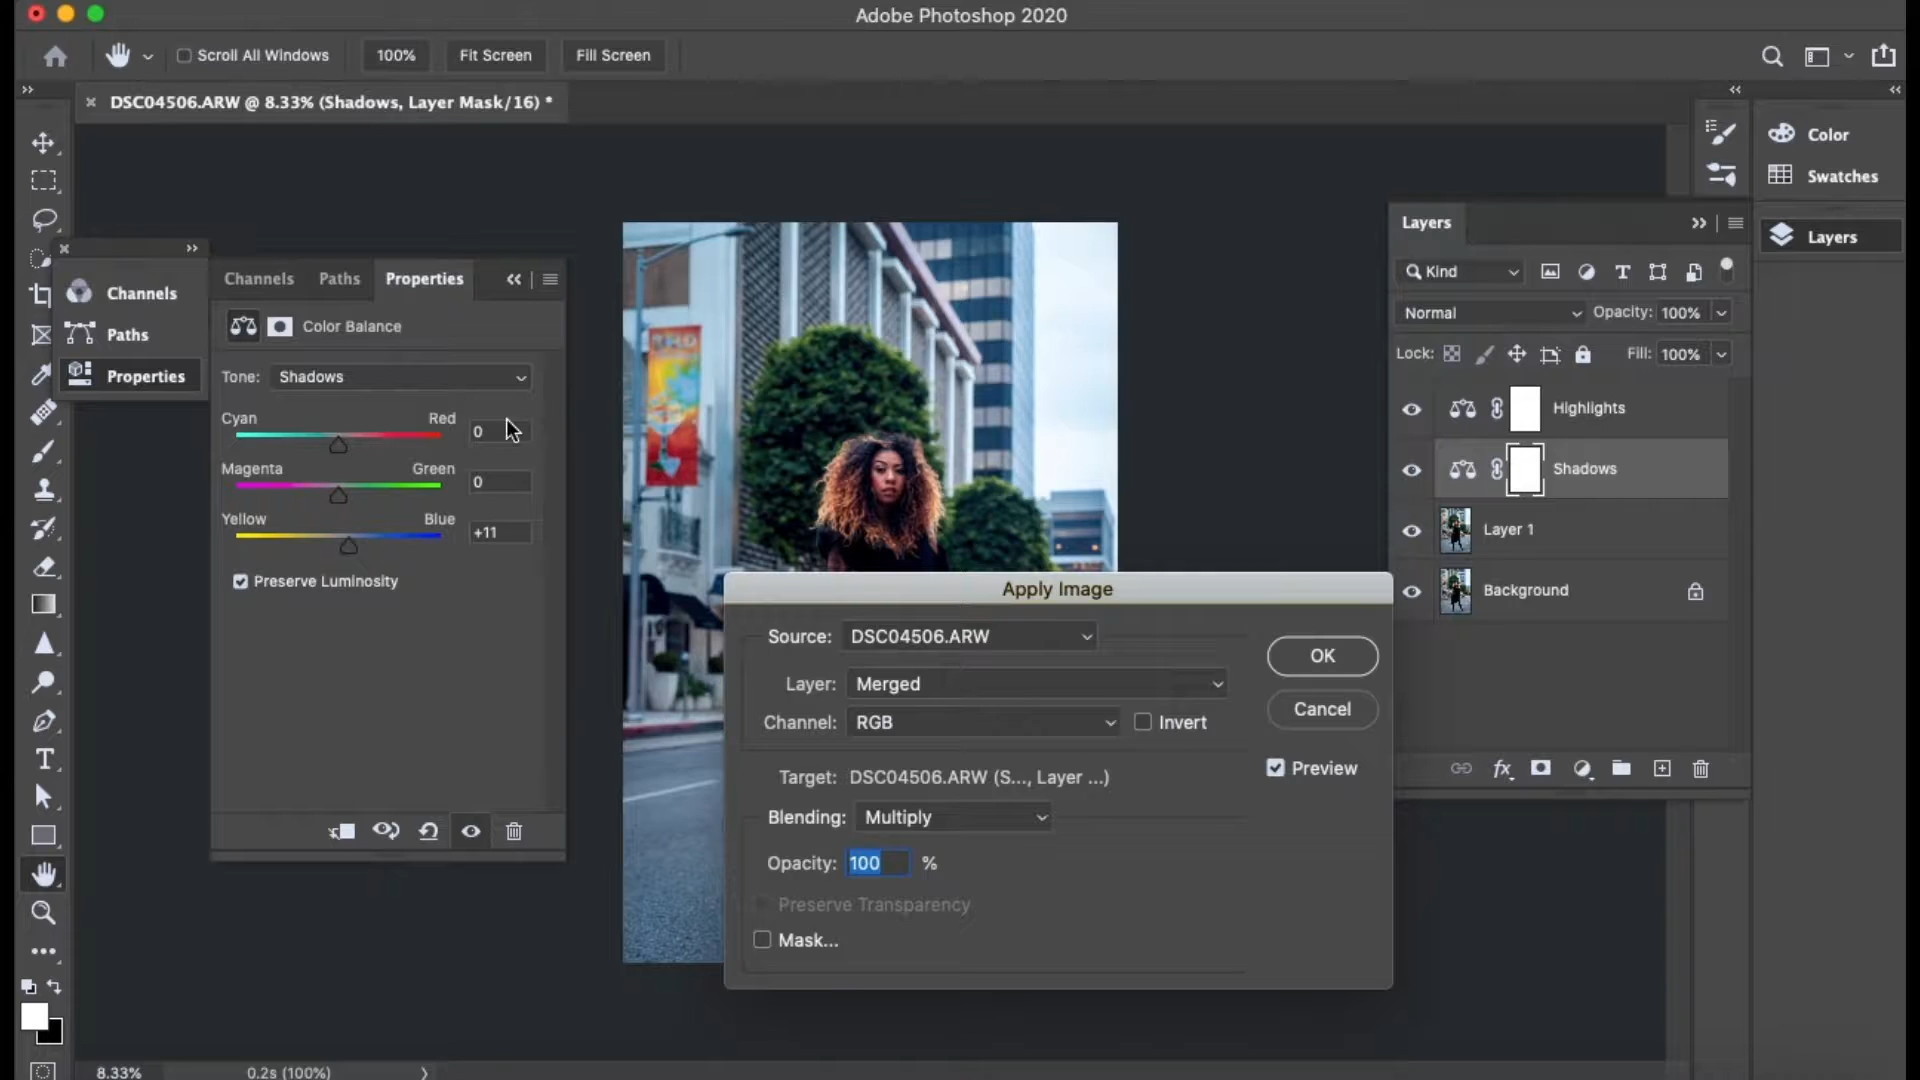 Adobe Photoshop 2020
Scroll All Windows 100% Fit Screen Fill Screen
DSC04506.ARW @ 8.33% (Shadows, Layer Mask/16) *
Channels
Paths
Properties
Channels Paths Properties
Color Balance
Tone: Shadows
Cyan Red 0
Magenta Green 0
Yellow Blue +11
Preserve Luminosity
Apply Image
Source: DSC04506.ARW
Layer: Merged
Channel: RGB Invert
Target: DSC04506.ARW (S..., Layer ...)
Blending: Multiply
Opacity: 100 %
Preserve Transparency
Mask...
OK
Cancel
Preview
Layers
Kind
Normal Opacity: 100%
Lock: Fill: 100%
Highlights
Shadows
Layer 1
Background
Color
Swatches
Layers
8.33% 0.2s (100%)